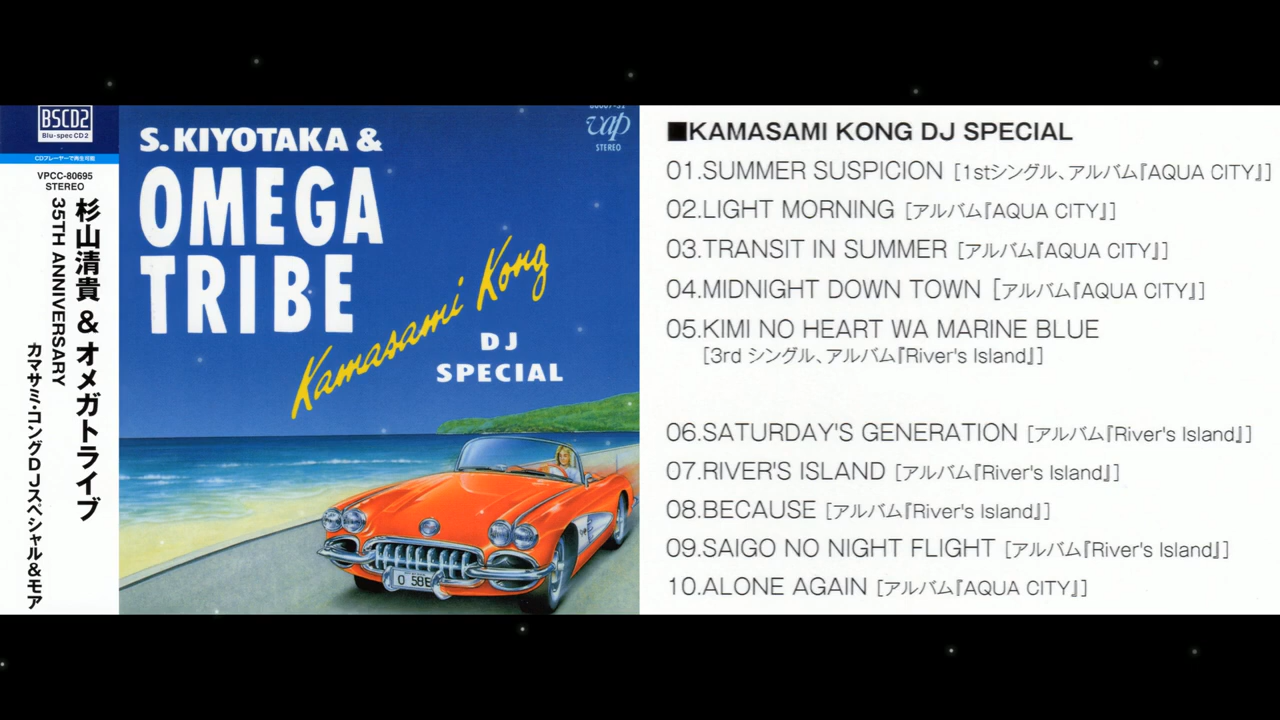 BSCD2
Blu-spec CD 2
CDプレーヤーで再生可能
VPCC-80695
STEREO
杉山清貴 & オメガトライブ
35TH ANNIVERSARY
カマサミ・コングDJスペシャル&モア
S.KIYOTAKA &
OMEGA
TRIBE
Kamasami Kong
DJ
SPECIAL
vap
STEREO
O 58E
■KAMASAMI KONG DJ SPECIAL
01.SUMMER SUSPICION [1stシングル、アルバム『AQUA CITY』]
02.LIGHT MORNING [アルバム『AQUA CITY』]
03.TRANSIT IN SUMMER [アルバム『AQUA CITY』]
04.MIDNIGHT DOWN TOWN [アルバム『AQUA CITY』]
05.KIMI NO HEART WA MARINE BLUE
[3rd シングル、アルバム『River's Island』]
06.SATURDAY'S GENERATION [アルバム『River's Island』]
07.RIVER'S ISLAND [アルバム『River's Island』]
08.BECAUSE [アルバム『River's Island』]
09.SAIGO NO NIGHT FLIGHT [アルバム『River's Island』]
10.ALONE AGAIN [アルバム『AQUA CITY』]